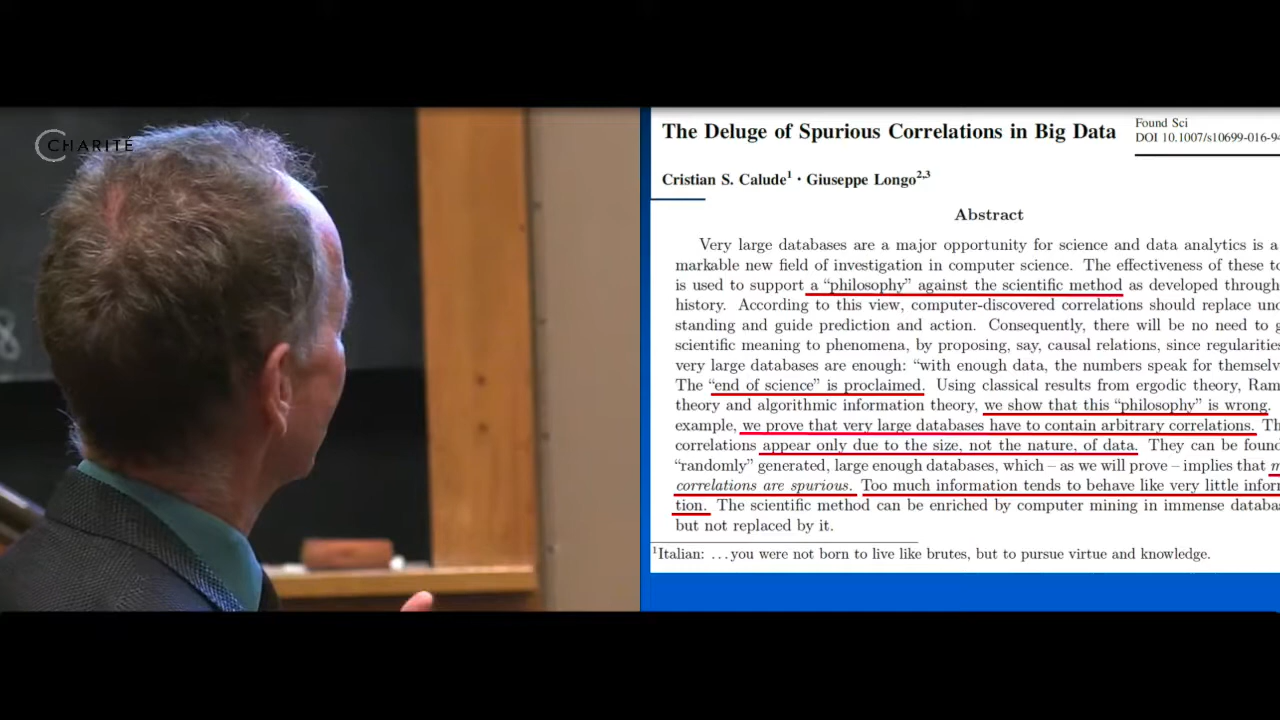 CHARITÉ
8
The Deluge of Spurious Correlations in Big Data
Found Sci
DOI 10.1007/s10699-016-94
Cristian S. Calude1 · Giuseppe Longo2,3
Abstract
Very large databases are a major opportunity for science and data analytics is a
markable new field of investigation in computer science. The effectiveness of these to
is used to support a “philosophy” against the scientific method as developed through
history. According to this view, computer-discovered correlations should replace und
standing and guide prediction and action. Consequently, there will be no need to g
scientific meaning to phenomena, by proposing, say, causal relations, since regularities
very large databases are enough: “with enough data, the numbers speak for themselv
The “end of science” is proclaimed. Using classical results from ergodic theory, Ram
theory and algorithmic information theory, we show that this “philosophy” is wrong.
example, we prove that very large databases have to contain arbitrary correlations. Th
correlations appear only due to the size, not the nature, of data. They can be found
“randomly” generated, large enough databases, which – as we will prove – implies that m
correlations are spurious. Too much information tends to behave like very little infor
tion. The scientific method can be enriched by computer mining in immense databa
but not replaced by it.
1Italian: ...you were not born to live like brutes, but to pursue virtue and knowledge.